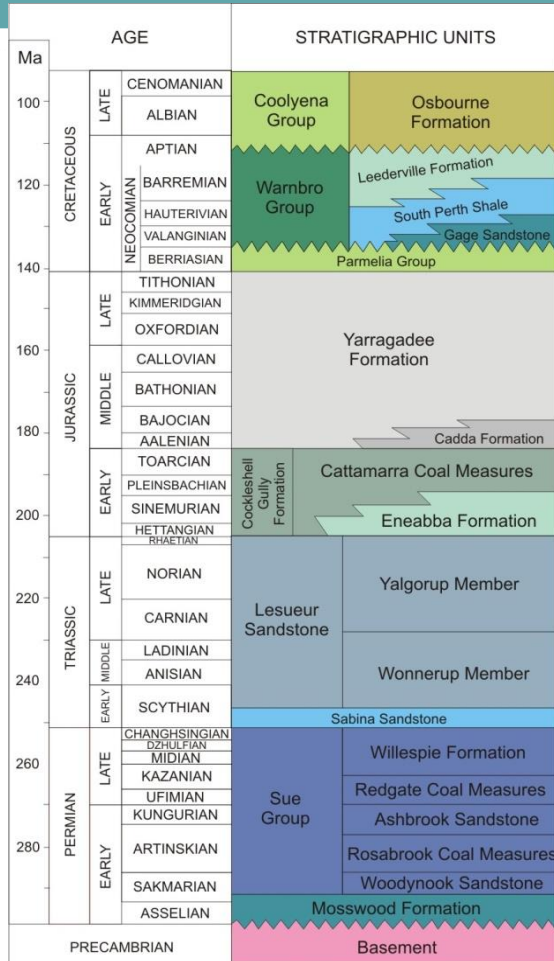 AGE
STRATIGRAPHIC UNITS
Ma
100
120
140
160
180
200
220
240
260
280
CRETACEOUS
LATE
CENOMANIAN
ALBIAN
EARLY
APTIAN
NEOCOMIAN
BARREMIAN
HAUTERIVIAN
VALANGINIAN
BERRIASIAN
JURASSIC
LATE
TITHONIAN
KIMMERIDGIAN
OXFORDIAN
MIDDLE
CALLOVIAN
BATHONIAN
BAJOCIAN
AALENIAN
EARLY
TOARCIAN
PLEINSBACHIAN
SINEMURIAN
HETTANGIAN
TRIASSIC
LATE
RHAETIAN
NORIAN
CARNIAN
MIDDLE
LADINIAN
ANISIAN
EARLY
SCYTHIAN
PERMIAN
LATE
CHANGHSINGIAN
DZHULFIAN
MIDIAN
KAZANIAN
UFIMIAN
EARLY
KUNGURIAN
ARTINSKIAN
SAKMARIAN
ASSELIAN
PRECAMBRIAN
Coolyena
Group
Osbourne
Formation
Warnbro
Group
Leederville Formation
South Perth Shale
Gage Sandstone
Parmelia Group
Yarragadee
Formation
Cadda Formation
Cockleshell
Gully
Formation
Cattamarra Coal Measures
Eneabba Formation
Lesueur
Sandstone
Yalgorup Member
Wonnerup Member
Sabina Sandstone
Sue
Group
Willespie Formation
Redgate Coal Measures
Ashbrook Sandstone
Rosabrook Coal Measures
Woodynook Sandstone
Mosswood Formation
Basement